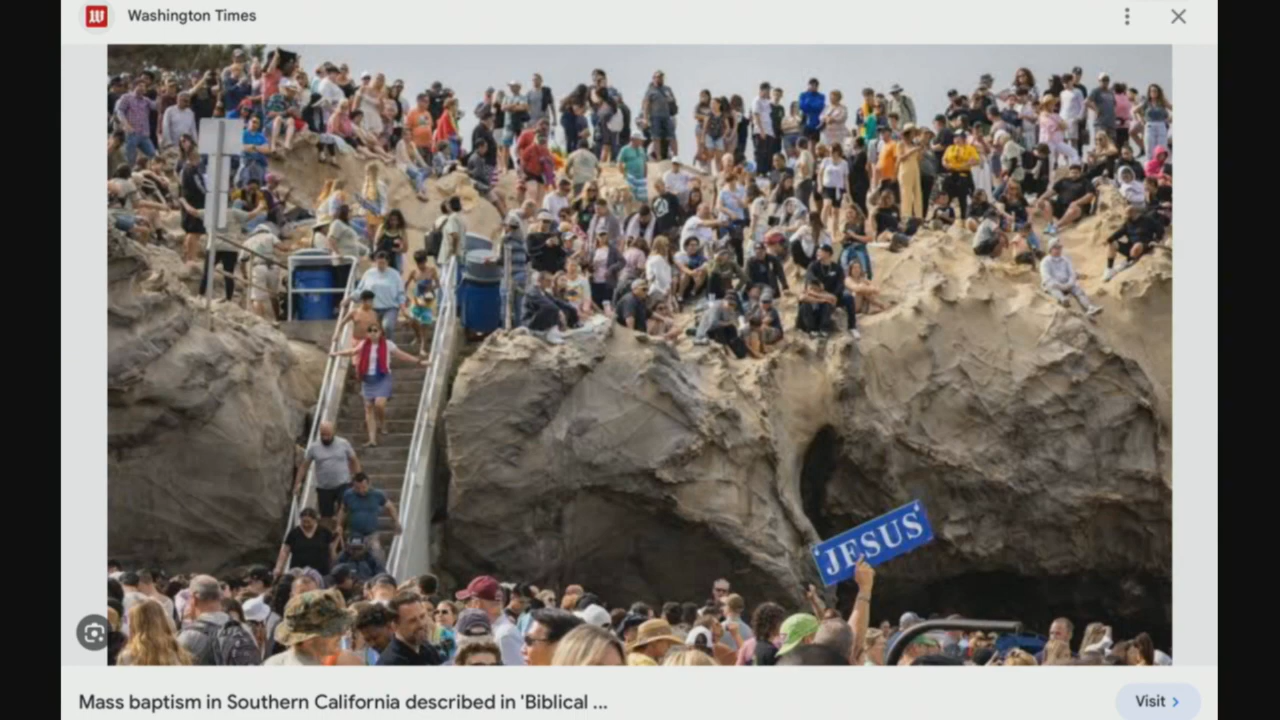 Washington Times
JESUS
Mass baptism in Southern California described in 'Biblical ...
Visit